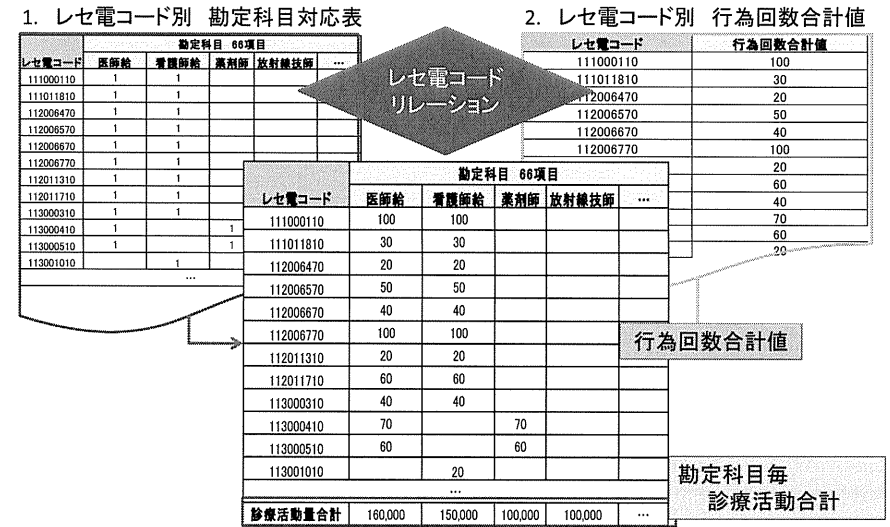 1. レセ電コード別 勘定科目対応表
勘定科目 66項目
レセ電コード 医師給 看護師給 薬剤師 放射線技師 …
111000110 1 1
111011810 1 1
112006470 1 1
112006570 1 1
112006670 1 1
112006770 1 1
112011310 1 1
112011710 1 1
113000310 1 1
113000410 1 1
113000510 1 1
113001010 1
…
レセ電コード
リレーション
2. レセ電コード別 行為回数合計値
レセ電コード 行為回数合計値
111000110 100
111011810 30
112006470 20
112006570 50
112006670 40
112006770 100
20
60
40
70
60
20
勘定科目 66項目
レセ電コード 医師給 看護師給 薬剤師 放射線技師 …
111000110 100 100
111011810 30 30
112006470 20 20
112006570 50 50
112006670 40 40
112006770 100 100
112011310 20 20
112011710 60 60
113000310 40 40
113000410 70 70
113000510 60 60
113001010 20
…
診療活動量合計 160,000 150,000 100,000 100,000 …
行為回数合計値
勘定科目毎
診療活動合計